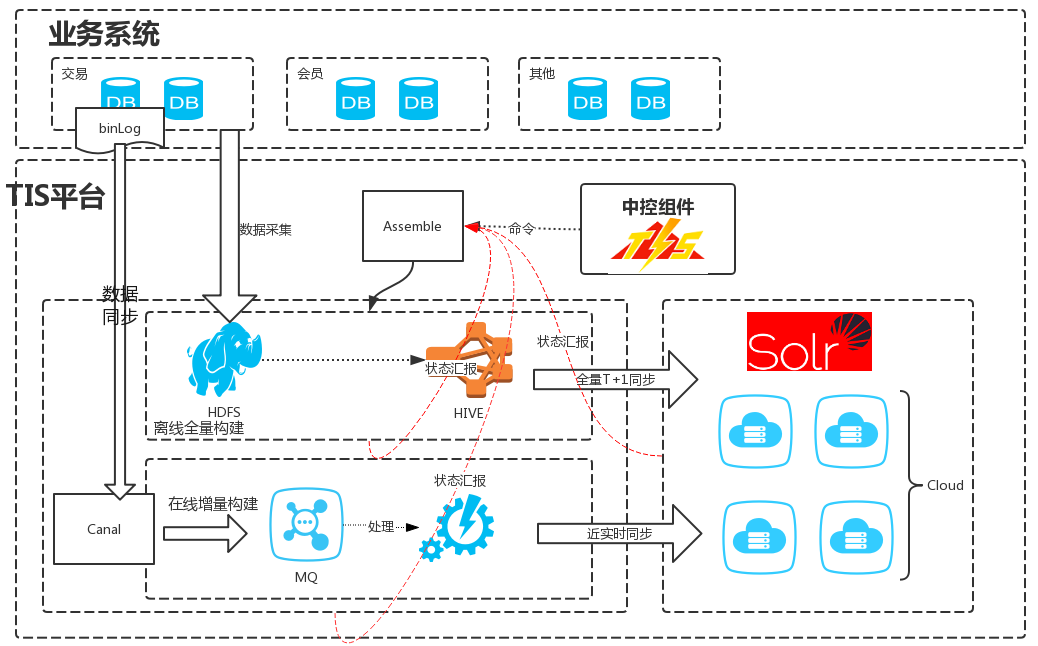 业务系统
交易
会员
其他
DB
DB
DB
DB
DB
DB
binLog
TIS平台
数据采集
Assemble
命令
中控组件
TIS
数据
同步
状态汇报
Solr
状态汇报
全量T+1同步
HDFS
HIVE
离线全量构建
状态汇报
在线增量构建
Cloud
Canal
处理
近实时同步
MQ